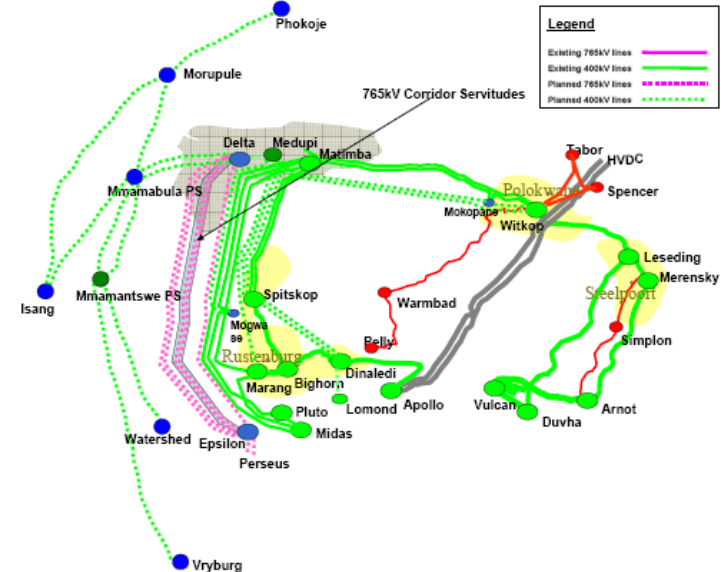 Phokoje
Legend
Existing 765kV lines
Existing 400kV lines
Planned 765kV lines
Planned 400kV lines
Morupule
765kV Corridor Servitudes
Delta
Medupi
Matimba
Tabor
HVDC
Mmamabula PS
Polokwane
Spencer
Mokopane
Witkop
Leseding
Merensky
Steelpoort
Isang
Mmamantswe PS
Spitskop
Warmbad
Mogwa
se
Pelly
Simplon
Rustenburg
Marang
Bighorn
Dinaledi
Pluto
Lomond
Apollo
Vulcan
Arnot
Duvha
Midas
Watershed
Epsilon
Perseus
Vryburg